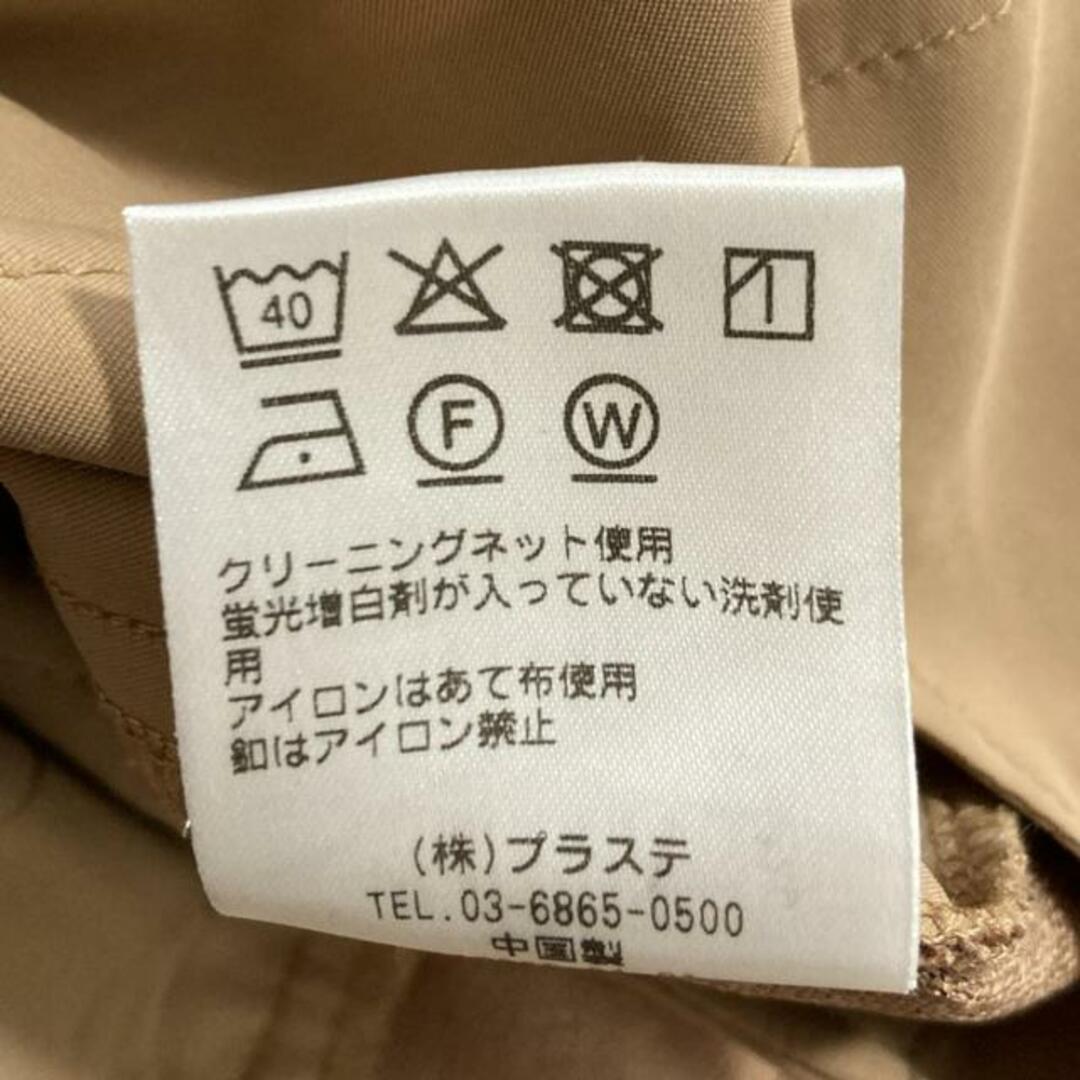 40
F W
クリーニングネット使用
蛍光増白剤が入っていない洗剤使
用
アイロンはあて布使用
釦はアイロン禁止
(株)プラステ
TEL.03-6865-0500
中国製